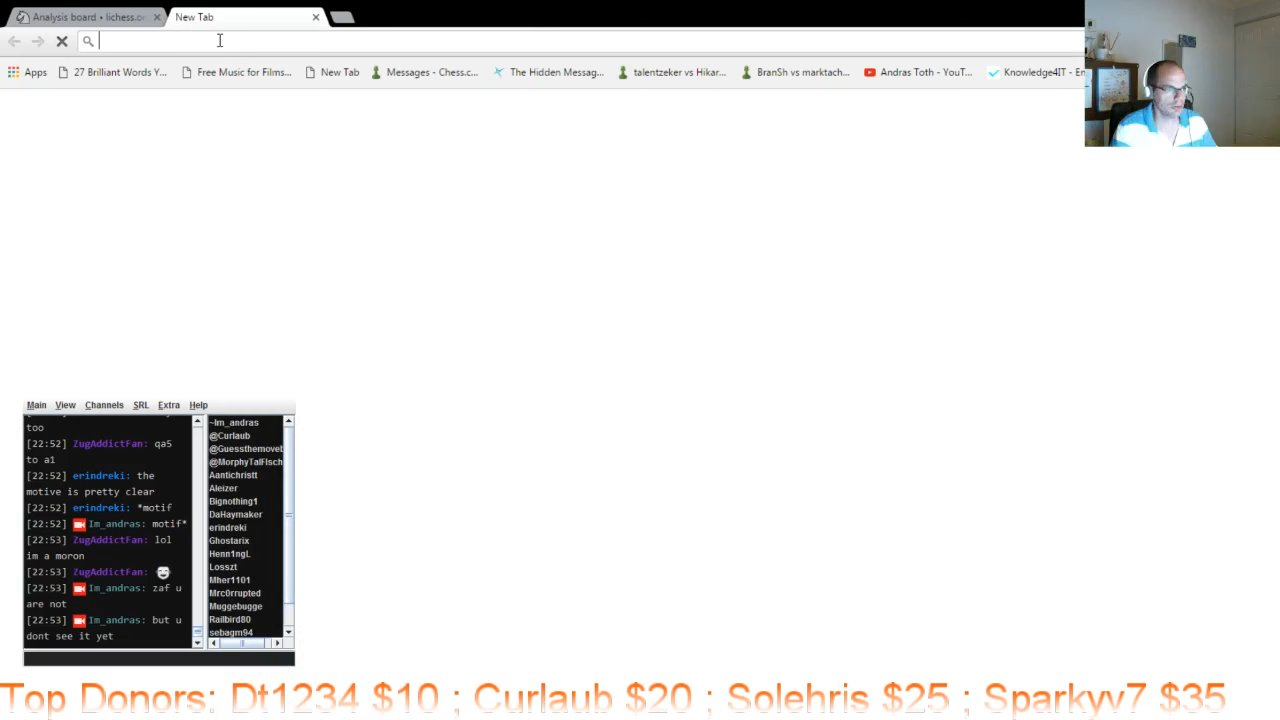 Analysis board • lichess.or
New Tab
Apps
27 Brilliant Words Y...
Free Music for Films...
New Tab
Messages - Chess.c...
The Hidden Messag...
talentzeker vs Hikar...
BranSh vs marktach...
Andras Toth - YouT...
Knowledge4IT - En
Main View Channels SRL Extra Help
too
[22:52] ZugAddictFan: qa5
to a1
[22:52] erindreki: the
motive is pretty clear
[22:52] erindreki: *motif
[22:52] Im_andras: motif*
[22:53] ZugAddictFan: lol
im a moron
[22:53] ZugAddictFan:
[22:53] Im_andras: zaf u
are not
[22:53] Im_andras: but u
dont see it yet
~Im_andras
@Curlaub
@Guessthemovel
@MorphyTalFisch
Aantichristt
Aleizer
Bignothing1
DaHaymaker
erindreki
Ghostarix
Henn1ngL
Losszt
Mher1101
Mrc0rrupted
Muggebugge
Railbird80
sebagm94
Top Donors: Dt1234 $10 ; Curlaub $20 ; Solehris $25 ; Sparkyv7 $35